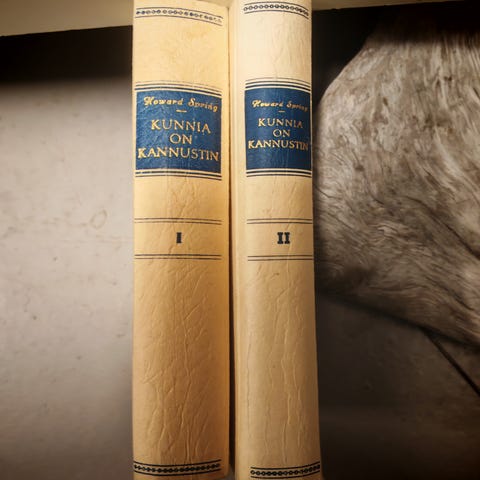 Howard Spring
KUNNIA
ON
KANNUSTIN
I
Howard Spring
KUNNIA
ON
KANNUSTIN
II